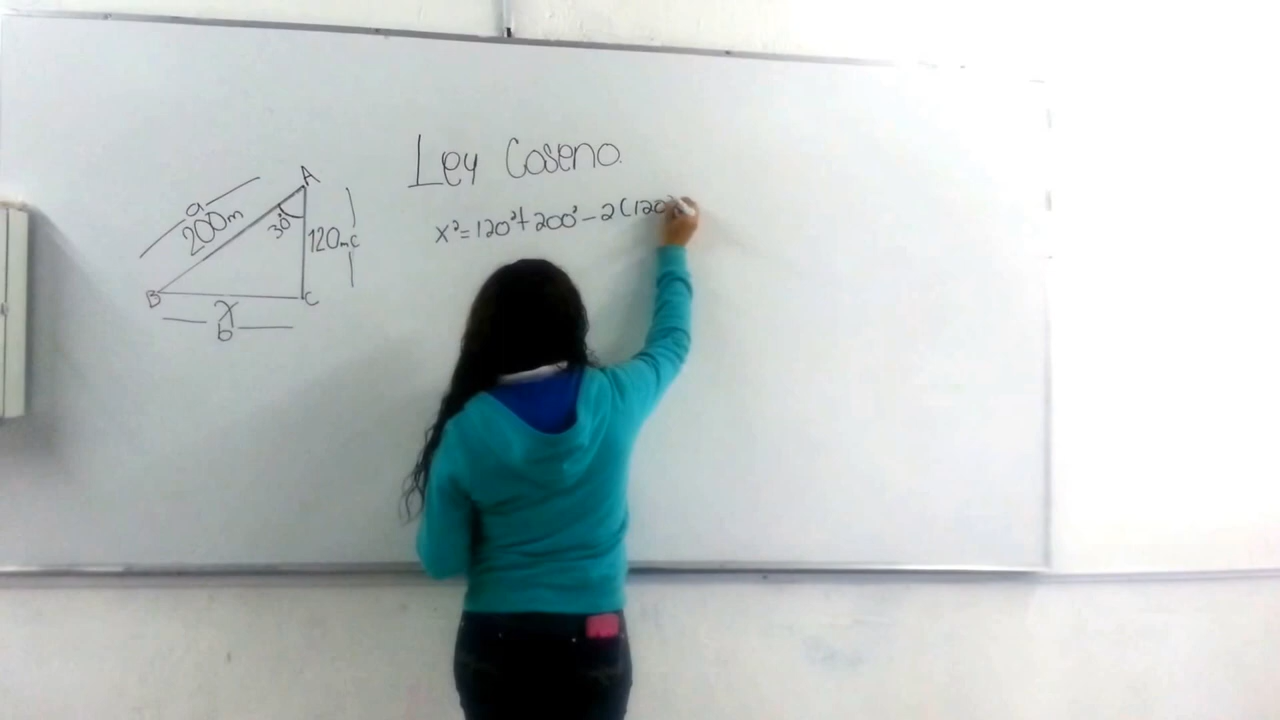 Ley Coseno.
x²=120²+200²-2(120)
A
a
200m
30°
120m
c
B
C
x
b